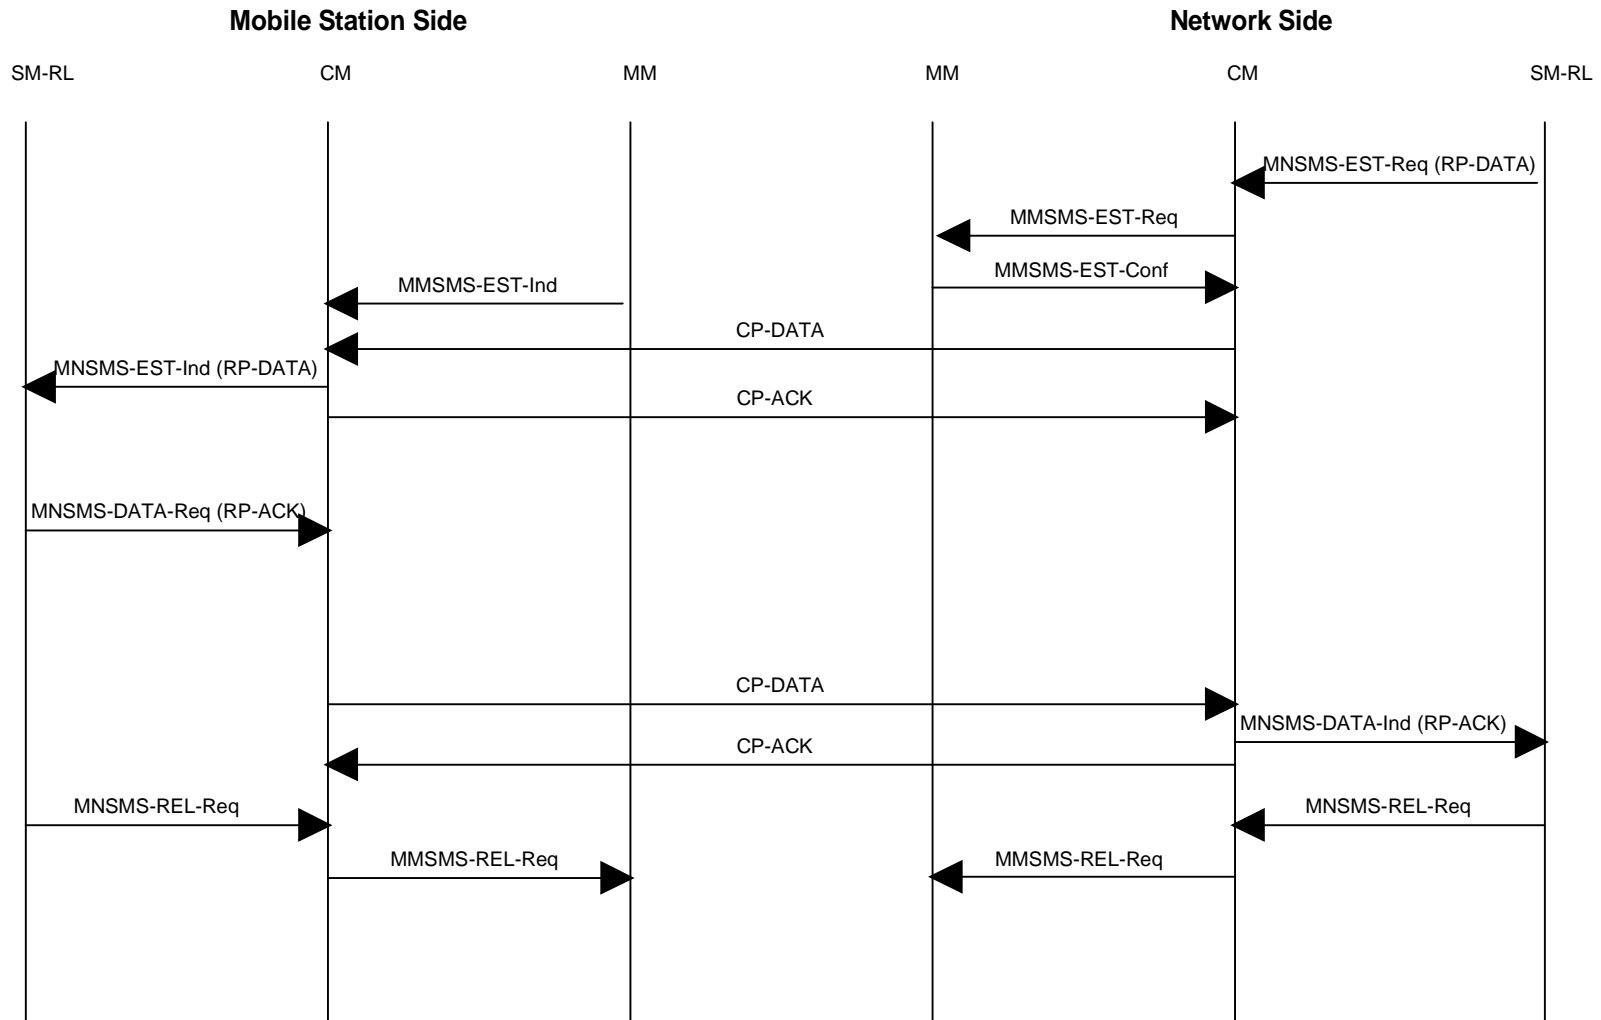 Mobile Station Side
Network Side
SM-RL
CM
MM
MM
CM
SM-RL
MNSMS-EST-Req (RP-DATA)
MMSMS-EST-Req
MMSMS-EST-Conf
MMSMS-EST-Ind
CP-DATA
MNSMS-EST-Ind (RP-DATA)
CP-ACK
MNSMS-DATA-Req (RP-ACK)
CP-DATA
MNSMS-DATA-Ind (RP-ACK)
CP-ACK
MNSMS-REL-Req
MNSMS-REL-Req
MMSMS-REL-Req
MMSMS-REL-Req